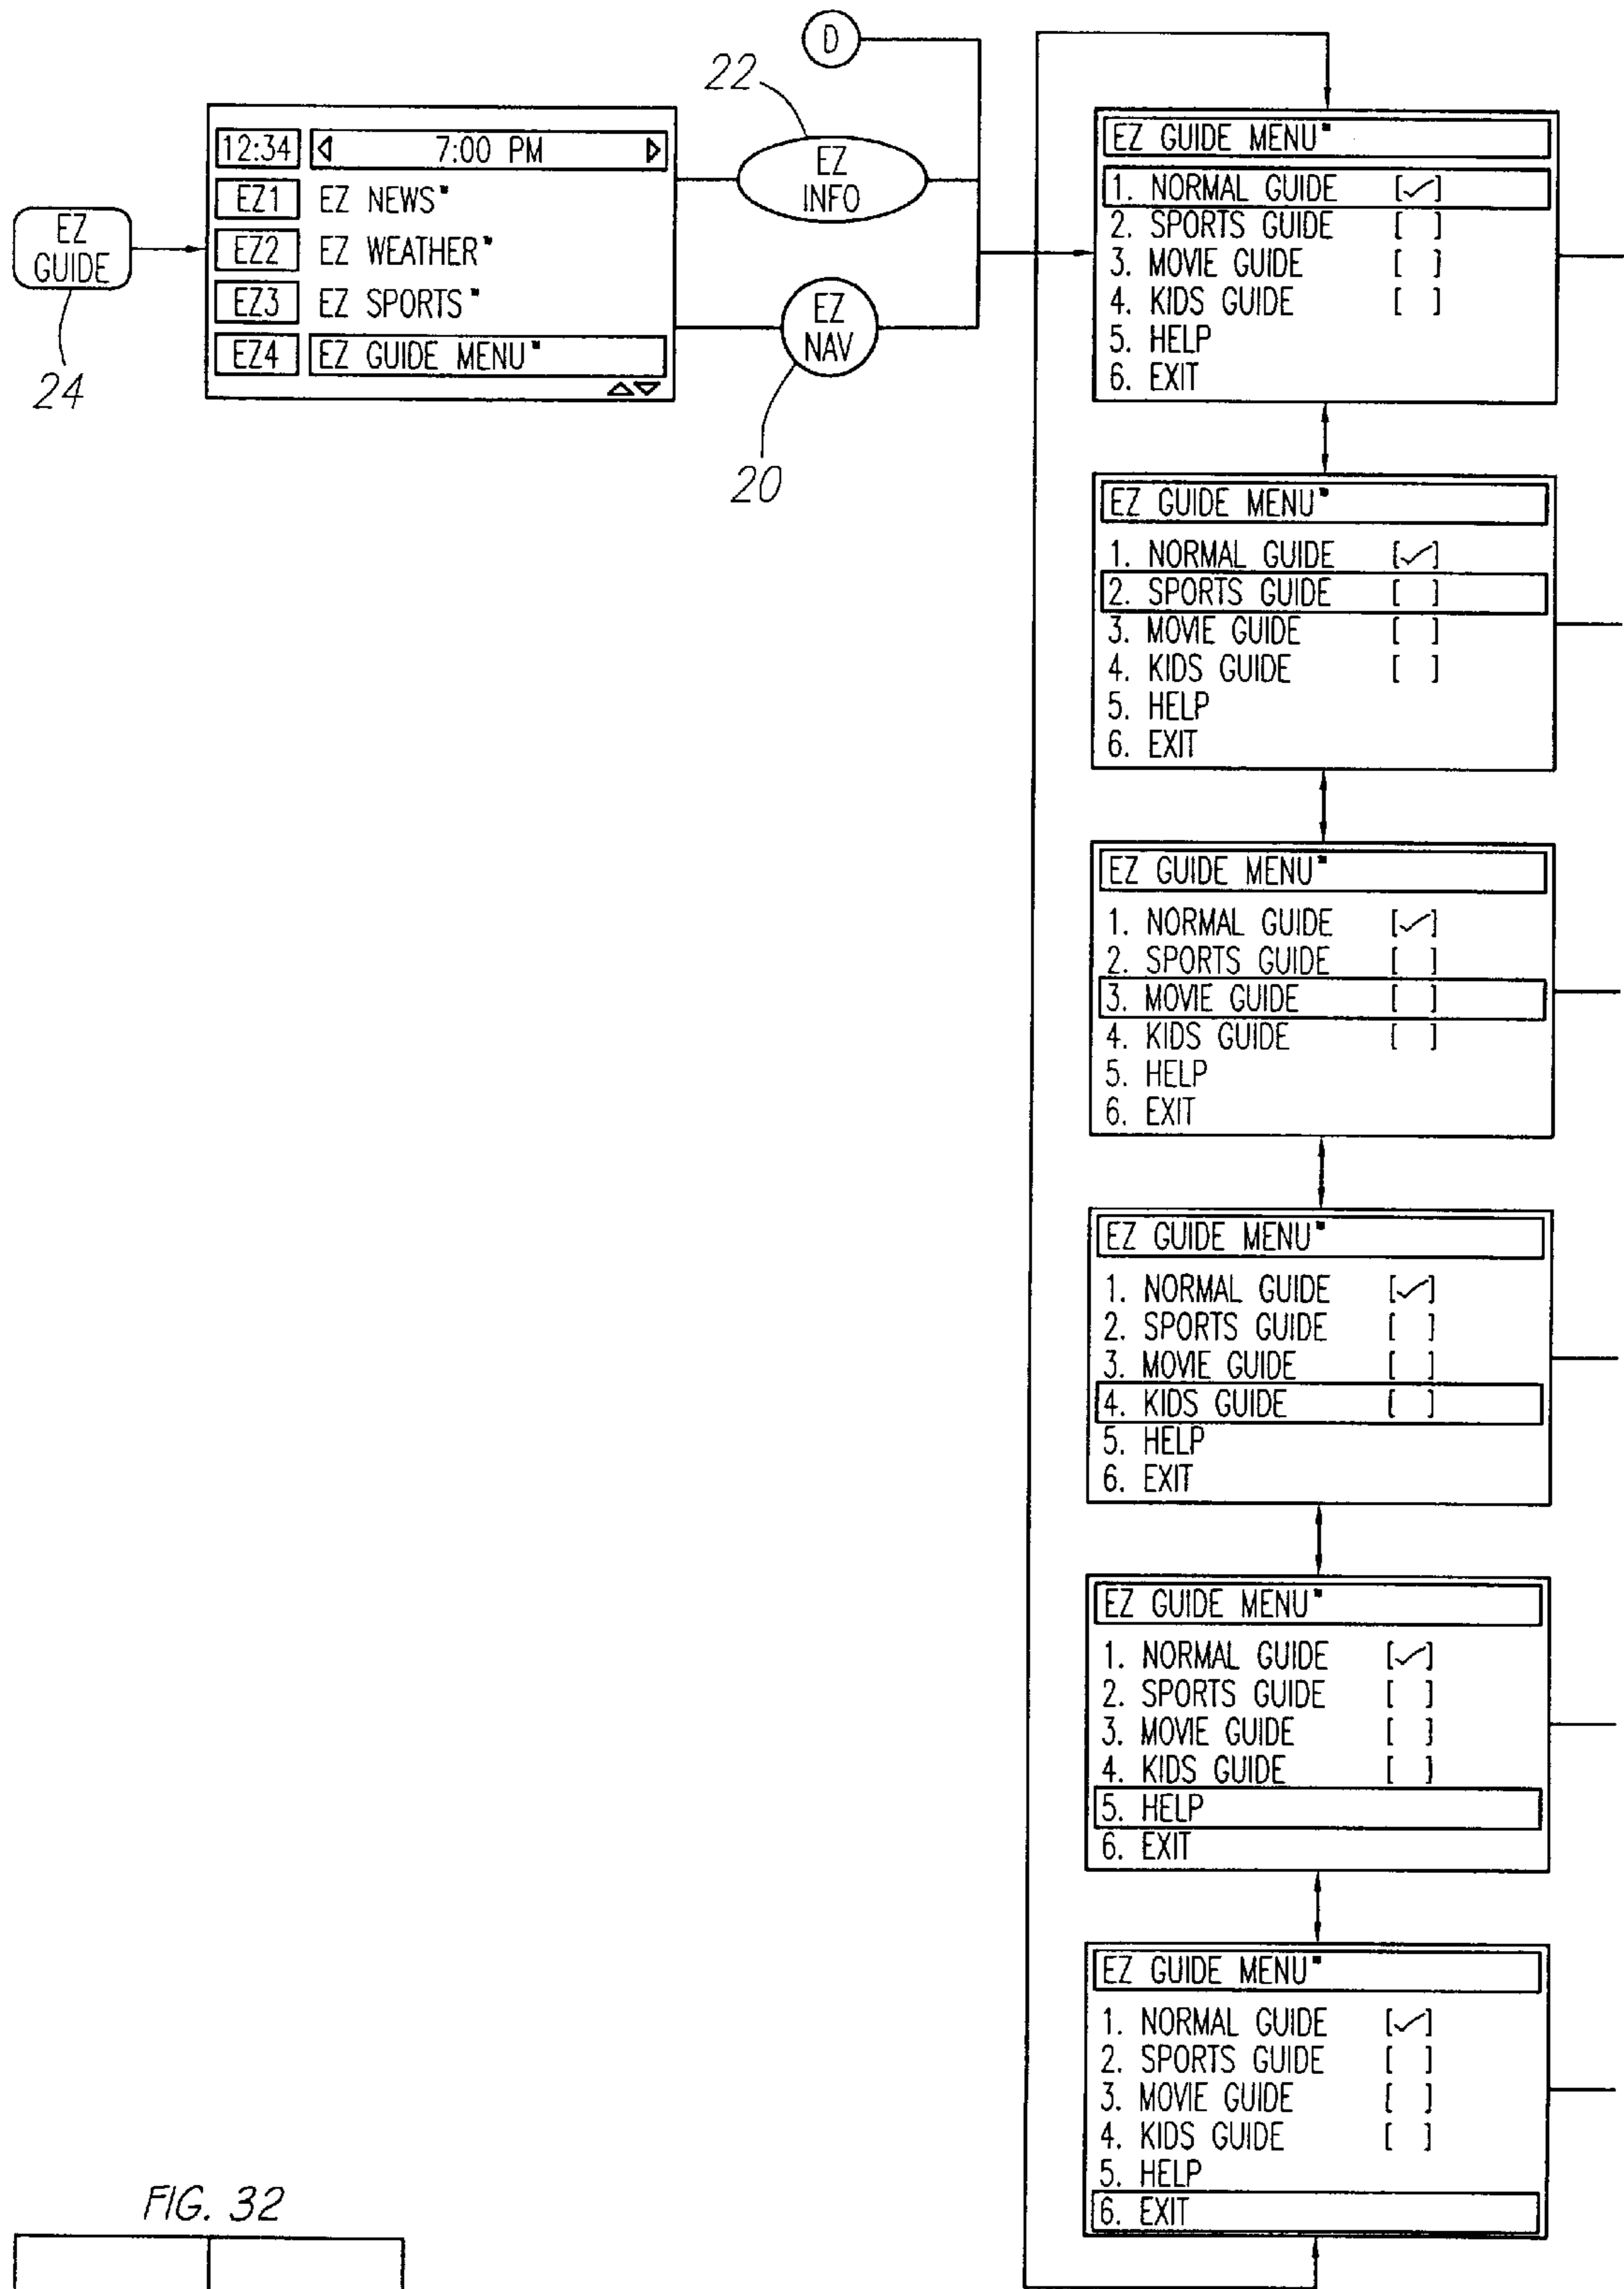 D
22
EZ
INFO
12:34 7:00 PM
EZ1 EZ NEWS
EZ2 EZ WEATHER
EZ3 EZ SPORTS
EZ4 EZ GUIDE MENU
EZ
GUIDE
24
EZ
NAV
20
EZ GUIDE MENU
1. NORMAL GUIDE [✓]
2. SPORTS GUIDE [ ]
3. MOVIE GUIDE [ ]
4. KIDS GUIDE [ ]
5. HELP
6. EXIT
EZ GUIDE MENU
1. NORMAL GUIDE [✓]
2. SPORTS GUIDE [ ]
3. MOVIE GUIDE [ ]
4. KIDS GUIDE [ ]
5. HELP
6. EXIT
EZ GUIDE MENU
1. NORMAL GUIDE [✓]
2. SPORTS GUIDE [ ]
3. MOVIE GUIDE [ ]
4. KIDS GUIDE [ ]
5. HELP
6. EXIT
EZ GUIDE MENU
1. NORMAL GUIDE [✓]
2. SPORTS GUIDE [ ]
3. MOVIE GUIDE [ ]
4. KIDS GUIDE [ ]
5. HELP
6. EXIT
EZ GUIDE MENU
1. NORMAL GUIDE [✓]
2. SPORTS GUIDE [ ]
3. MOVIE GUIDE [ ]
4. KIDS GUIDE [ ]
5. HELP
6. EXIT
EZ GUIDE MENU
1. NORMAL GUIDE [✓]
2. SPORTS GUIDE [ ]
3. MOVIE GUIDE [ ]
4. KIDS GUIDE [ ]
5. HELP
6. EXIT
FIG. 32